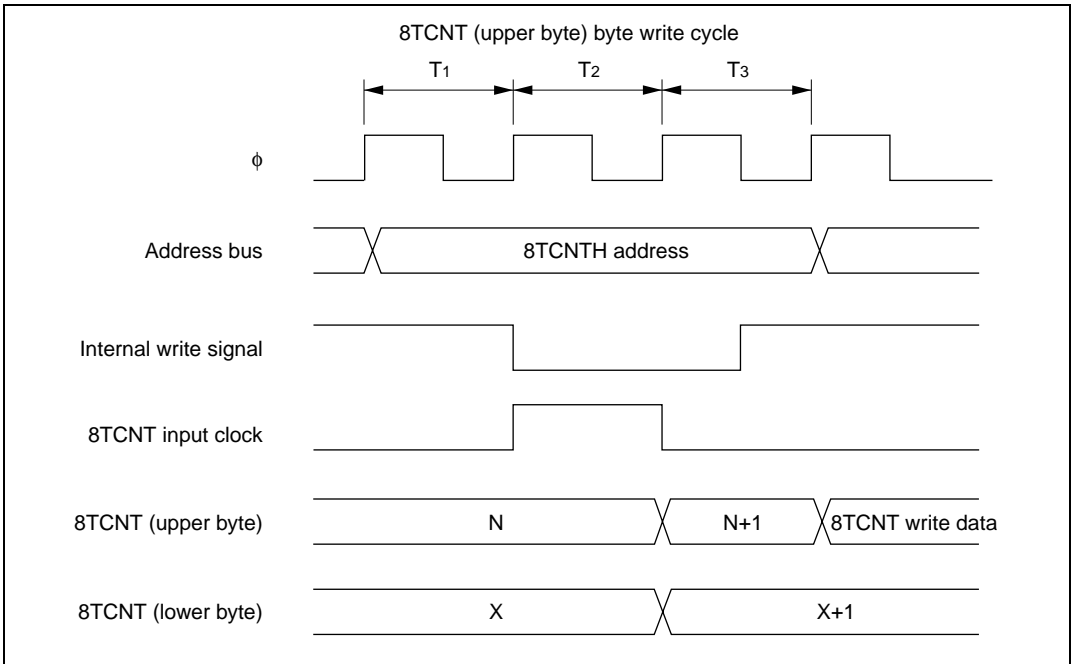 8TCNT (upper byte) byte write cycle
T1 T2 T3
φ
Address bus 8TCNTH address
Internal write signal
8TCNT input clock
8TCNT (upper byte) N N+1 8TCNT write data
8TCNT (lower byte) X X+1